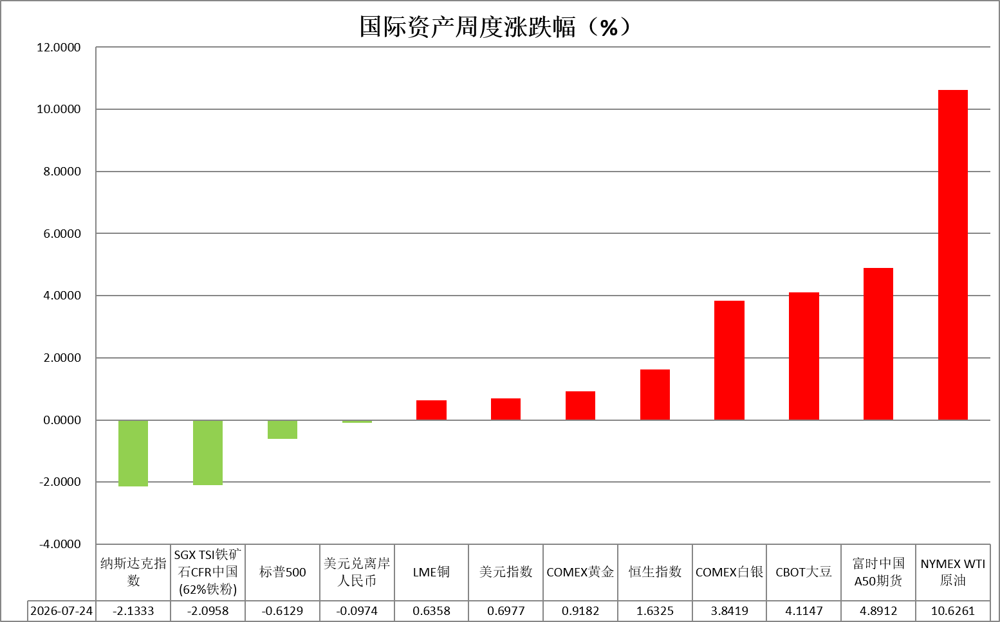 国际资产周度涨跌幅（%）
12.0000
10.0000
8.0000
6.0000
4.0000
2.0000
0.0000
-2.0000
-4.0000
纳斯达克指
数
SGX TSI铁矿
石CFR中国
(62%铁粉)
标普500
美元兑离岸
人民币
LME铜
美元指数
COMEX黄金
恒生指数
COMEX白银
CBOT大豆
富时中国
A50期货
NYMEX WTI
原油
2026-07-24 -2.1333 -2.0958 -0.6129 -0.0974 0.6358 0.6977 0.9182 1.6325 3.8419 4.1147 4.8912 10.6261